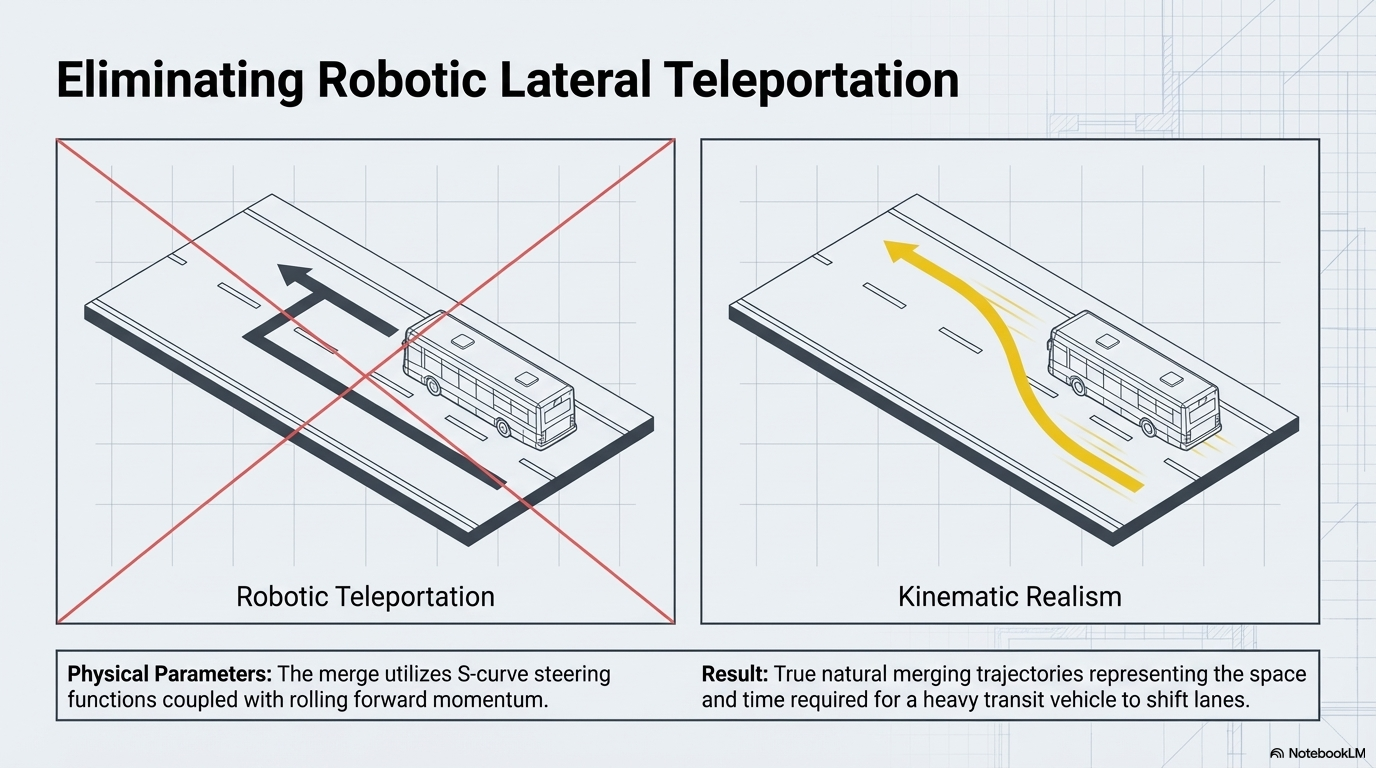 Eliminating Robotic Lateral Teleportation
Robotic Teleportation
Kinematic Realism
Physical Parameters: The merge utilizes S-curve steering
functions coupled with rolling forward momentum.
Result: True natural merging trajectories representing the space
and time required for a heavy transit vehicle to shift lanes.
NotebookLM